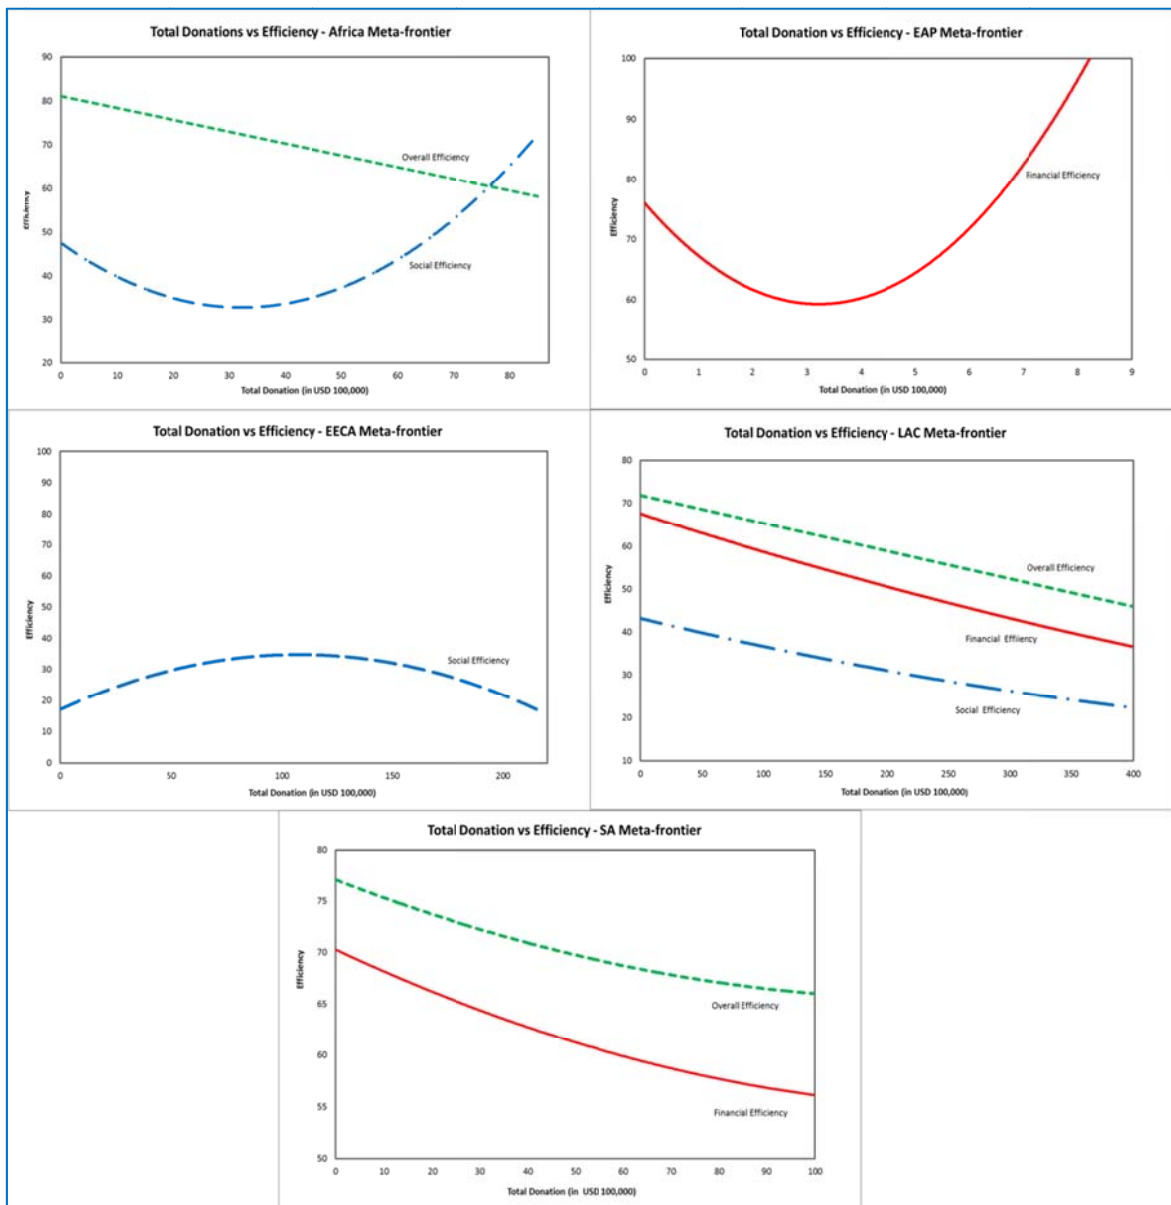 Total Donations vs Efficiency - Africa Meta-frontier
90
80
70
60
50
40
30
20
Efficiency
Overall Efficiency
Social Efficiency
0 10 20 30 40 50 60 70 80
Total Donation (in USD 100,000)
Total Donation vs Efficiency - EAP Meta-frontier
100
90
80
70
60
50
Efficiency
Financial Efficiency
0 1 2 3 4 5 6 7 8 9
Total Donation (in USD 100,000)
Total Donation vs Efficiency - EECA Meta-frontier
100
90
80
70
60
50
40
30
20
10
0
Efficiency
Social Efficiency
0 50 100 150 200
Total Donation (in USD 100,000)
Total Donation vs Efficiency - LAC Meta-frontier
80
70
60
50
40
30
20
10
Efficiency
Overall Efficiency
Financial Effiiency
Social Efficiency
0 50 100 150 200 250 300 350 400
Total Donation (in USD 100,000)
Total Donation vs Efficiency - SA Meta-frontier
80
75
70
65
60
55
50
Efficiency
Overall Efficiency
Financial Efficiency
0 10 20 30 40 50 60 70 80 90 100
Total Donation (in USD 100,000)